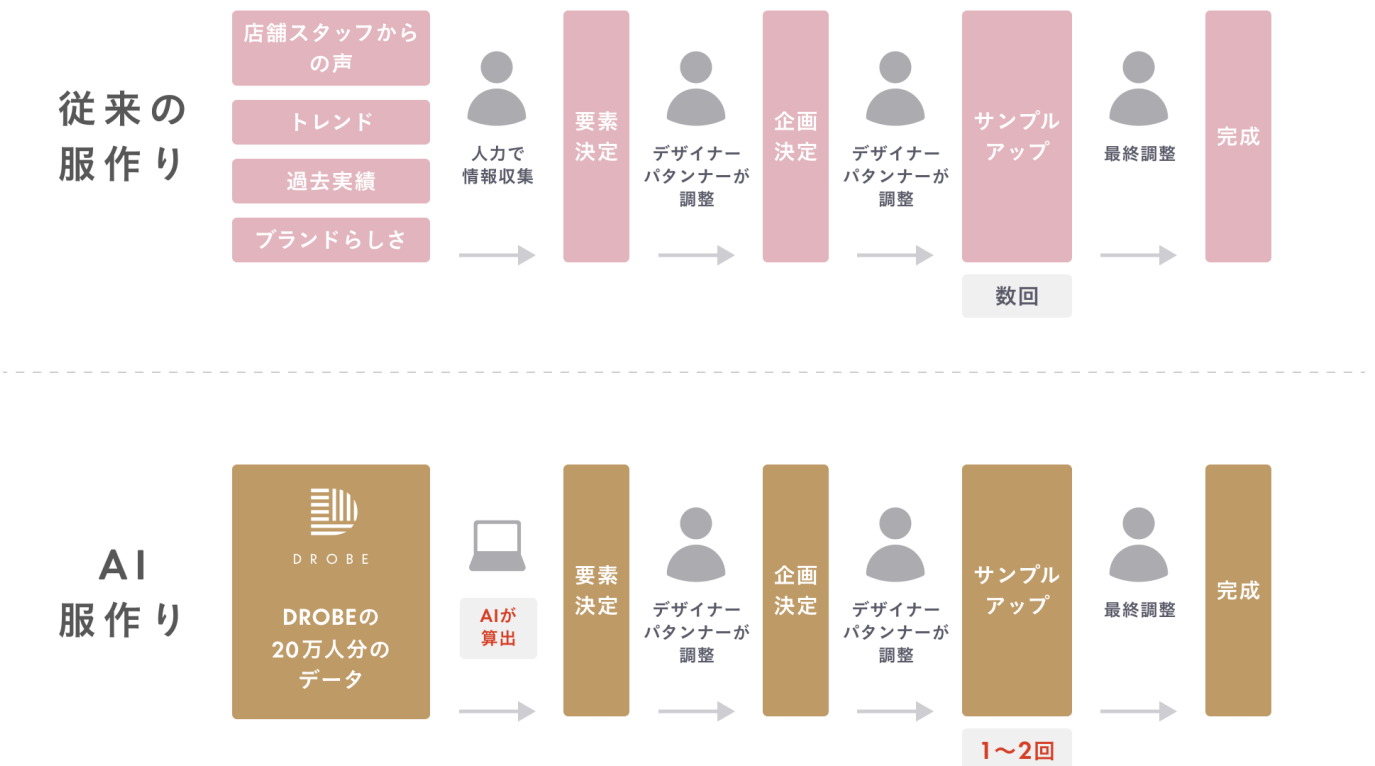 従来の
服作り
店舗スタッフから
の声
トレンド
過去実績
ブランドらしさ
人力で
情報収集
要素
決定
デザイナー
パタンナーが
調整
企画
決定
デザイナー
パタンナーが
調整
サンプル
アップ
数回
最終調整
完成
AI
服作り
DROBE
DROBEの
20万人分の
データ
AIが
算出
要素
決定
デザイナー
パタンナーが
調整
企画
決定
デザイナー
パタンナーが
調整
サンプル
アップ
1〜2回
最終調整
完成